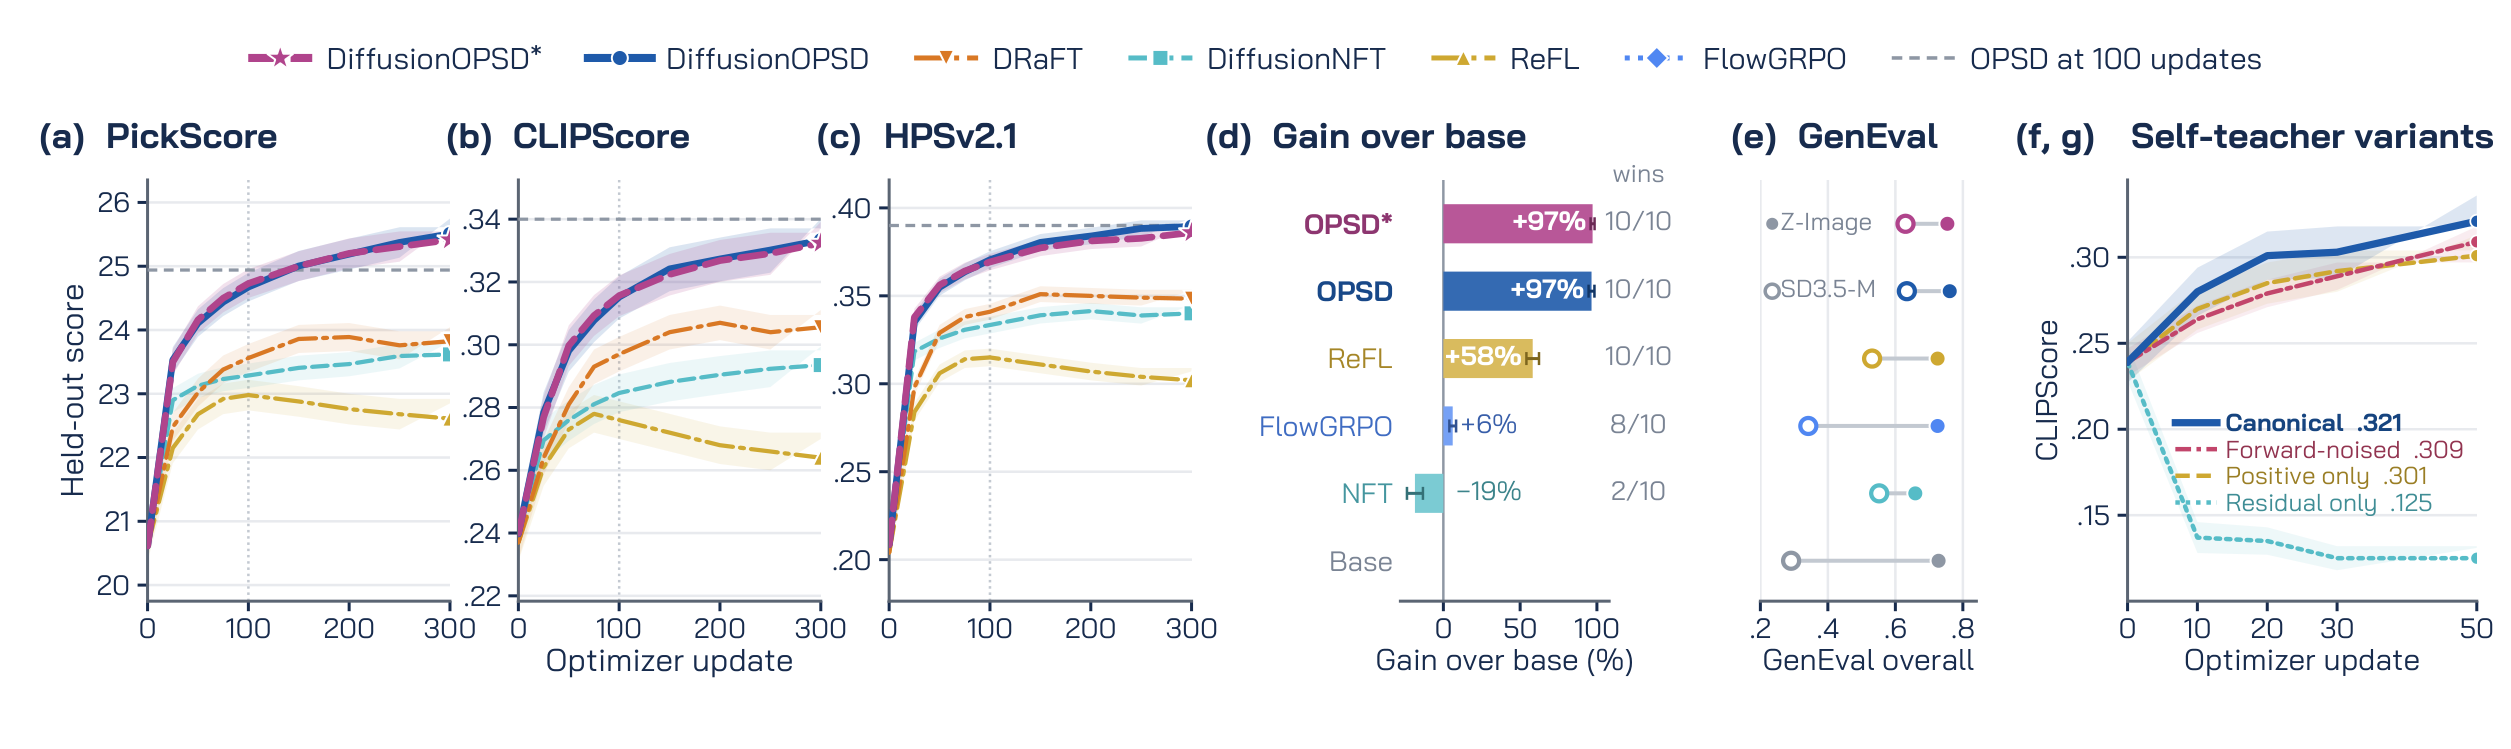 DiffusionOPSD* DiffusionOPSD DRaFT DiffusionNFT ReFL FlowGRPO OPSD at 100 updates
(a) PickScore
Held-out score
26
25
24
23
22
21
20
0 100 200 300
(b) CLIPScore
.34
.32
.30
.28
.26
.24
.22
0 100 200 300
Optimizer update
(c) HPSv2.1
.40
.35
.30
.25
.20
0 100 200 300
(d) Gain over base
wins
OPSD* +97% 10/10
OPSD +97% 10/10
ReFL +58% 10/10
FlowGRPO +6% 8/10
NFT −19% 2/10
Base
0 50 100
Gain over base (%)
(e) GenEval
Z-Image
SD3.5-M
.2 .4 .6 .8
GenEval overall
(f, g) Self-teacher variants
CLIPScore
.30
.25
.20
.15
Canonical .321
Forward-noised .309
Positive only .301
Residual only .125
0 10 20 30 50
Optimizer update